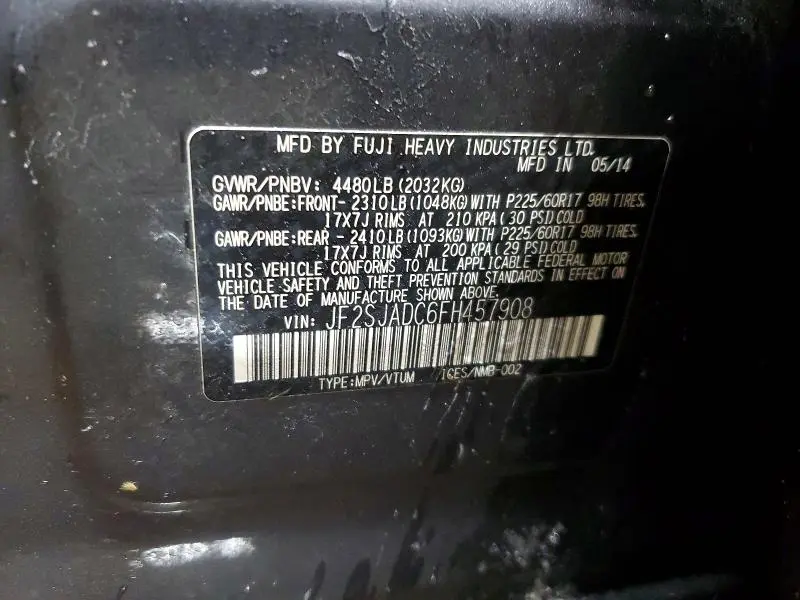 MFD BY FUJI HEAVY INDUSTRIES LTD.
MFD IN 05/14
GVWR/PNBV: 4480LB (2032KG)
GAWR/PNBE:FRONT- 2310LB (1048KG) WITH P225/60R17 98H TIRES,
17X7J RIMS AT 210 KPA (30 PSI) COLD
GAWR/PNBE:REAR - 2410LB (1093KG) WITH P225/60R17 98H TIRES,
17X7J RIMS AT 200 KPA (29 PSI) COLD
THIS VEHICLE CONFORMS TO ALL APPLICABLE FEDERAL MOTOR
VEHICLE SAFETY AND THEFT PREVENTION STANDARDS IN EFFECT ON
THE DATE OF MANUFACTURE SHOWN ABOVE.
VIN: JF2SJADC6FH457908
TYPE:MPV/VTUM ICES/NMB-002